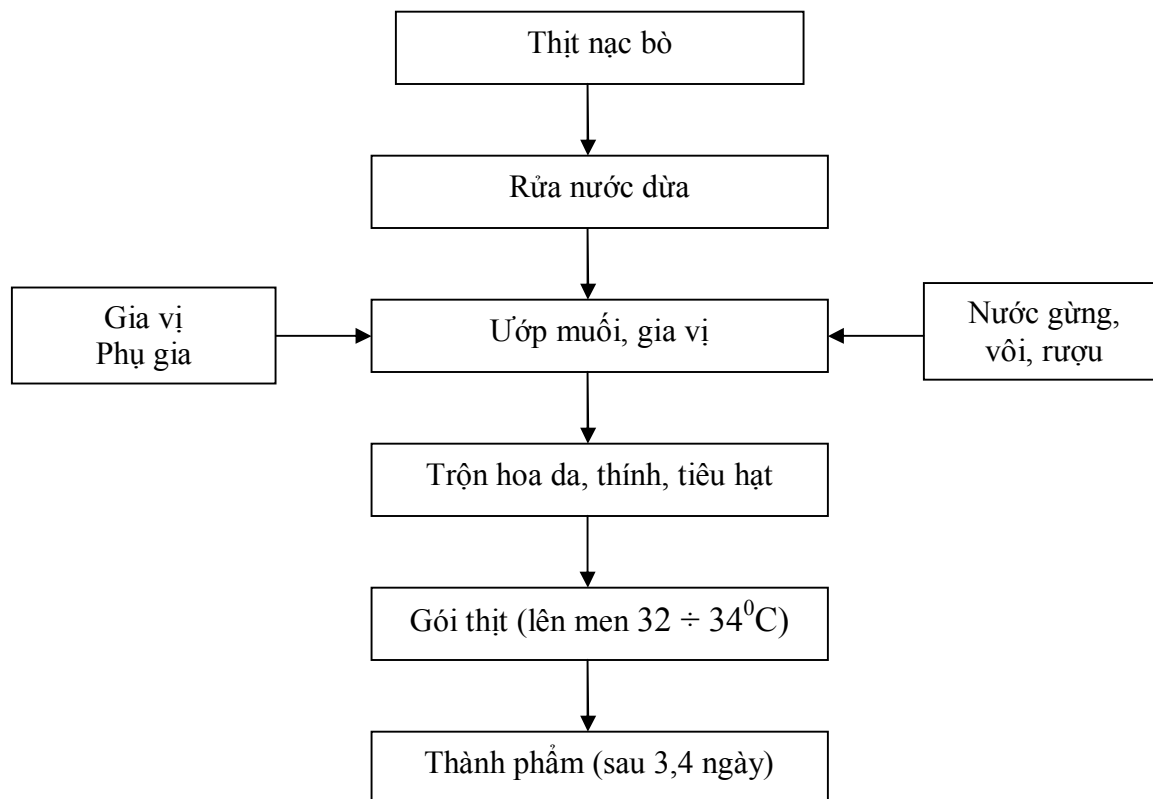 Thịt nạc bò
Rửa nước dừa
Gia vị
Phụ gia
Ướp muối, gia vị
Nước gừng,
vôi, rượu
Trộn hoa da, thính, tiêu hạt
Gói thịt (lên men 32 ÷ 34⁰C)
Thành phẩm (sau 3,4 ngày)